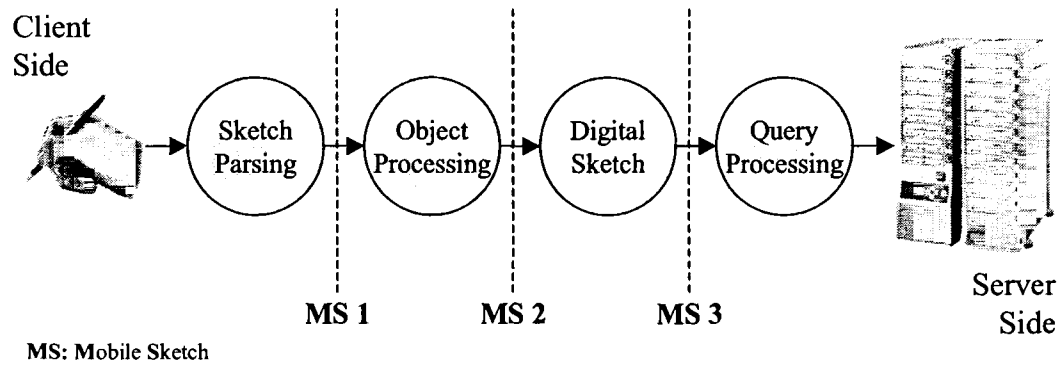 Client
Side
Sketch
Parsing
Object
Processing
Digital
Sketch
Query
Processing
MS 1
MS 2
MS 3
Server
Side
MS: Mobile Sketch